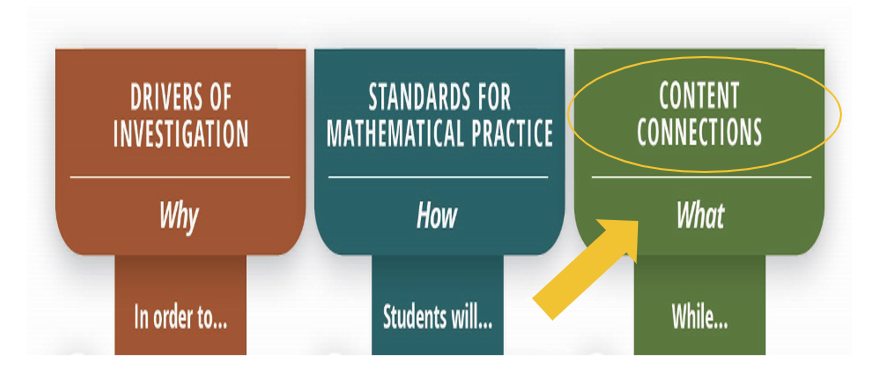 DRIVERS OF
INVESTIGATION
Why
In order to...
STANDARDS FOR
MATHEMATICAL PRACTICE
How
Students will...
CONTENT
CONNECTIONS
What
While...